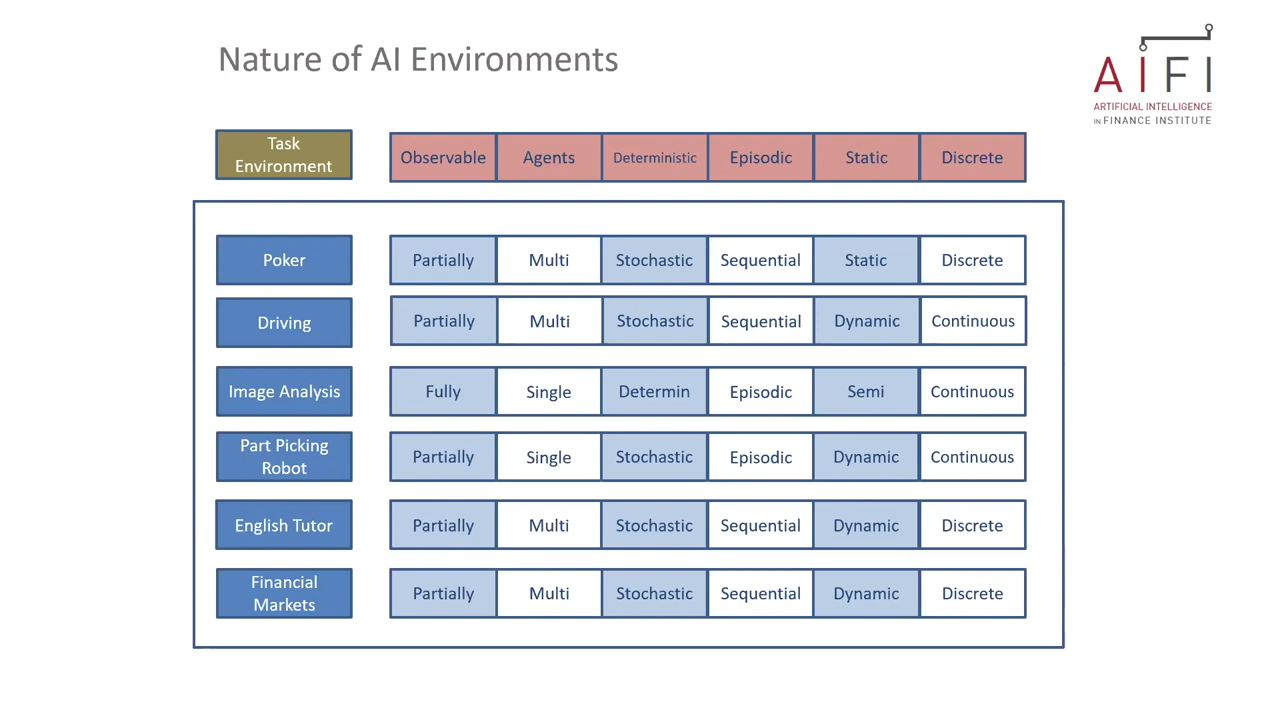 Nature of AI Environments
AIFI
ARTIFICIAL INTELLIGENCE
IN FINANCE INSTITUTE
Task
Environment
Observable Agents Deterministic Episodic Static Discrete
Poker Partially Multi Stochastic Sequential Static Discrete
Driving Partially Multi Stochastic Sequential Dynamic Continuous
Image Analysis Fully Single Determin Episodic Semi Continuous
Part Picking
Robot
Partially Single Stochastic Episodic Dynamic Continuous
English Tutor Partially Multi Stochastic Sequential Dynamic Discrete
Financial
Markets
Partially Multi Stochastic Sequential Dynamic Discrete